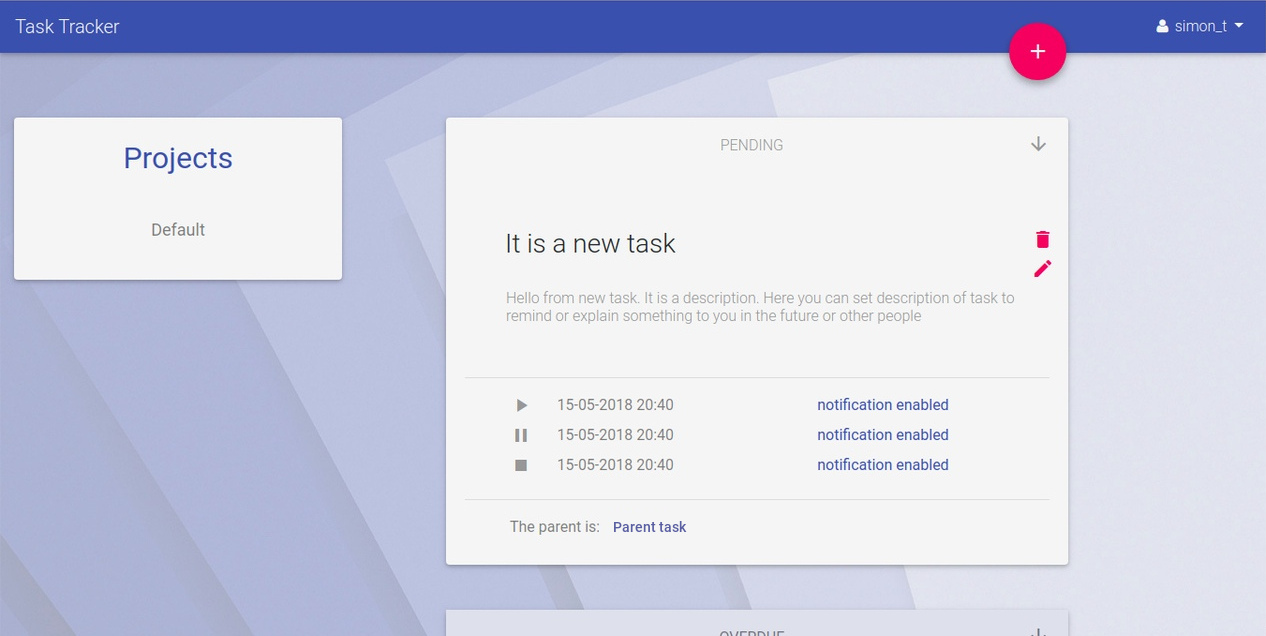 Task Tracker
simon_t
+
Projects
Default
PENDING
It is a new task
Hello from new task. It is a description. Here you can set description of task to
remind or explain something to you in the future or other people
15-05-2018 20:40 notification enabled
15-05-2018 20:40 notification enabled
15-05-2018 20:40 notification enabled
The parent is: Parent task
OVERDUE